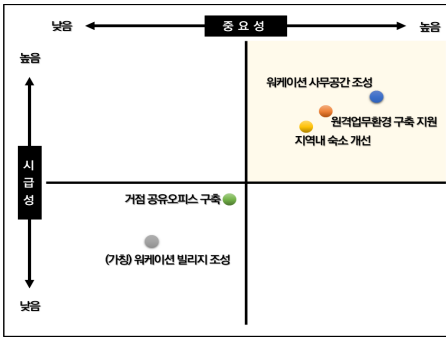 낮음
중요성
높음
높음
시급성
낮음
워케이션 사무공간 조성
원격업무환경 구축 지원
지역내 숙소 개선
거점 공유오피스 구축
(가칭) 워케이션 빌리지 조성